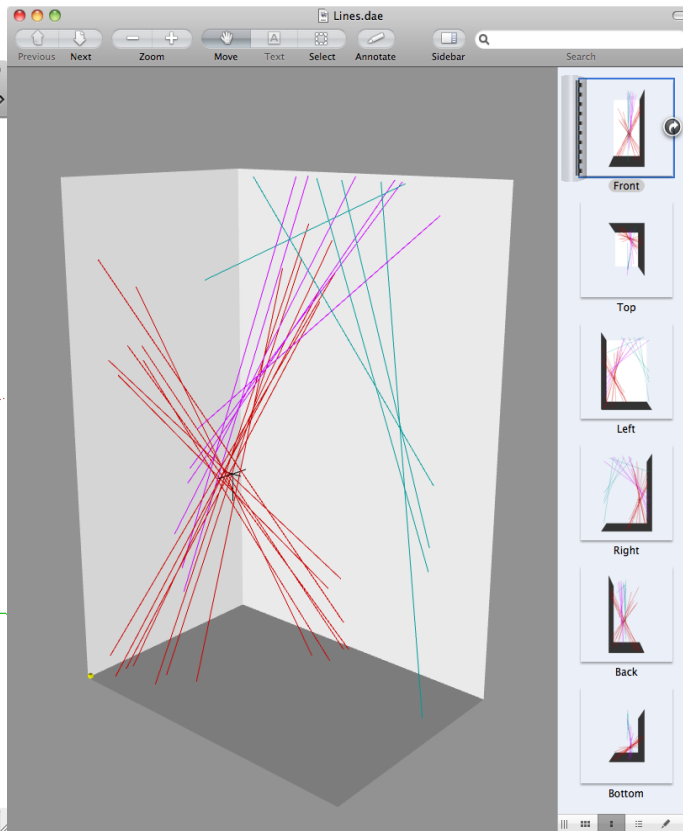 Lines.dae
Previous Next Zoom Move Text Select Annotate Sidebar Search
A
Front
Top
Left
Right
Back
Bottom